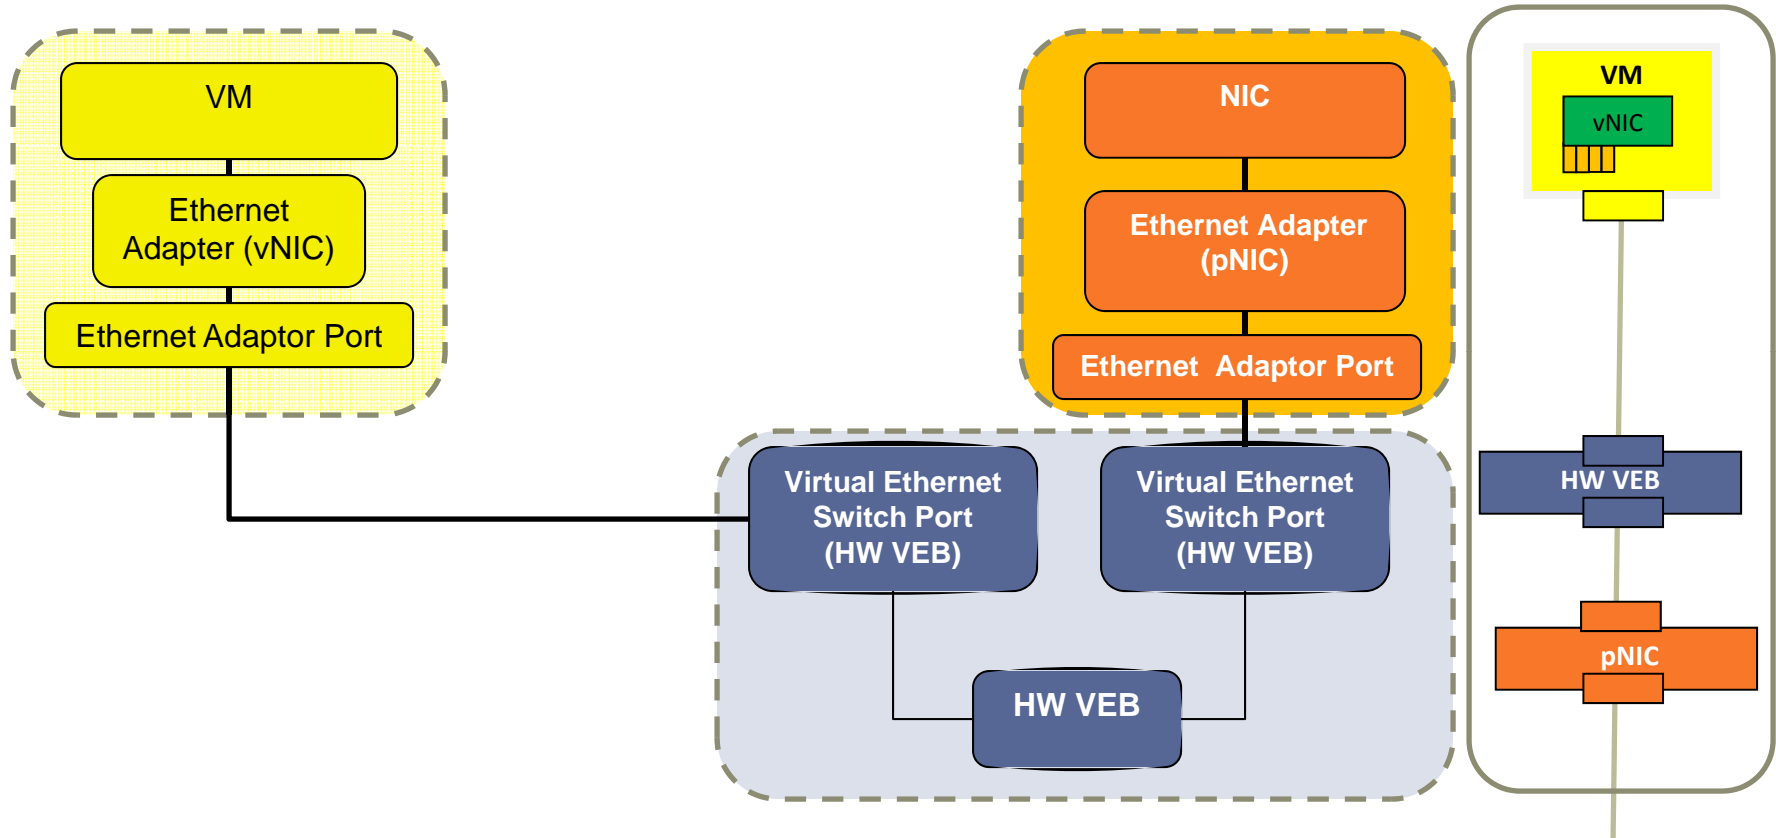 VM
Ethernet
Adapter (vNIC)
Ethernet Adaptor Port
NIC
Ethernet Adapter
(pNIC)
Ethernet Adaptor Port
Virtual Ethernet
Switch Port
(HW VEB)
Virtual Ethernet
Switch Port
(HW VEB)
HW VEB
VM
vNIC
HW VEB
pNIC